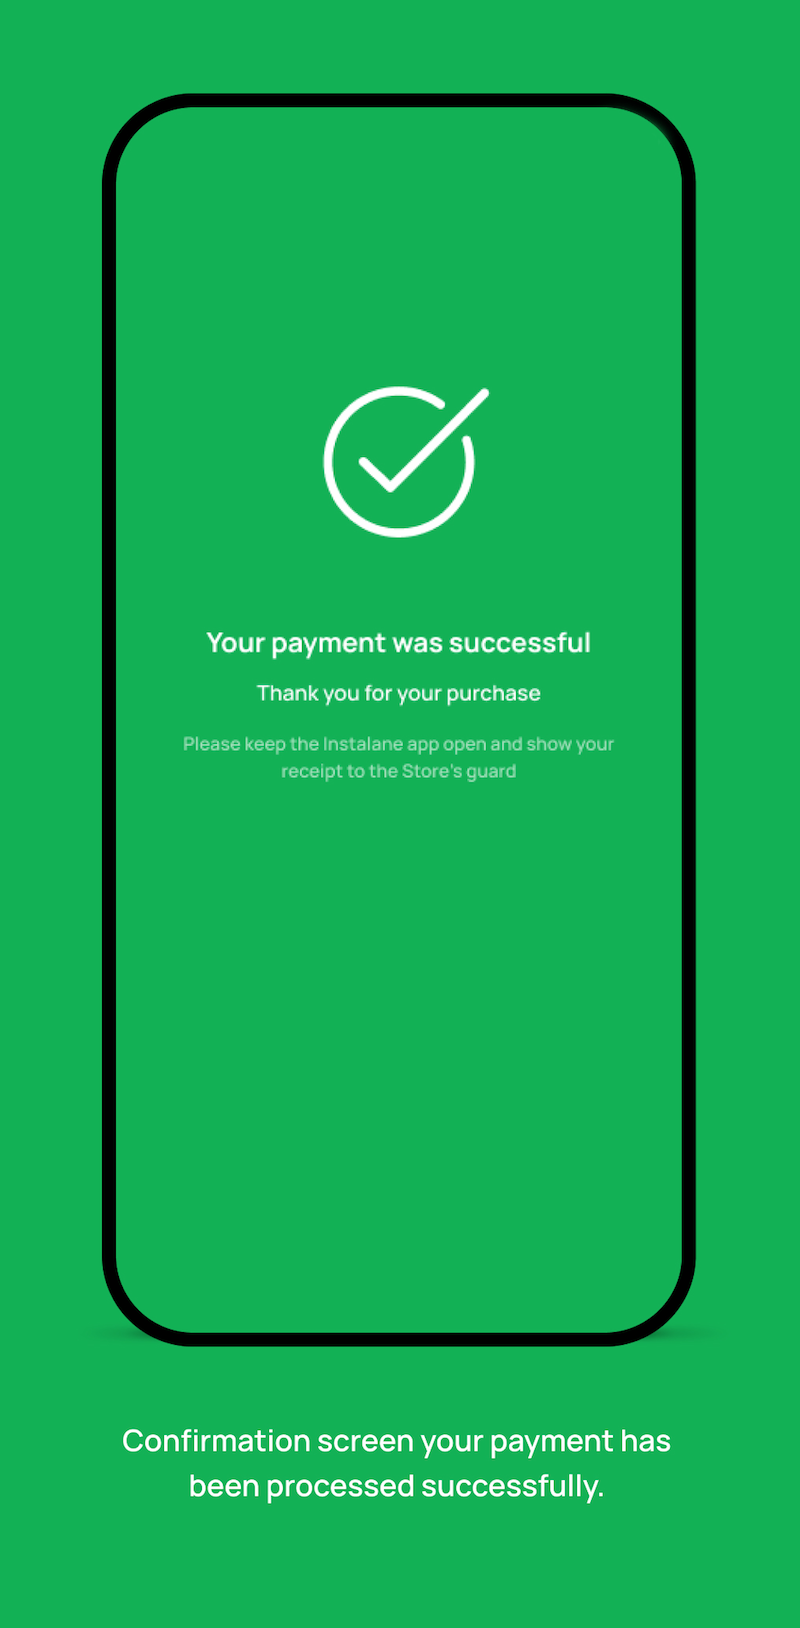 Your payment was successful
Thank you for your purchase
Please keep the Instalane app open and show your
receipt to the Store's guard
Confirmation screen your payment has
been processed successfully.